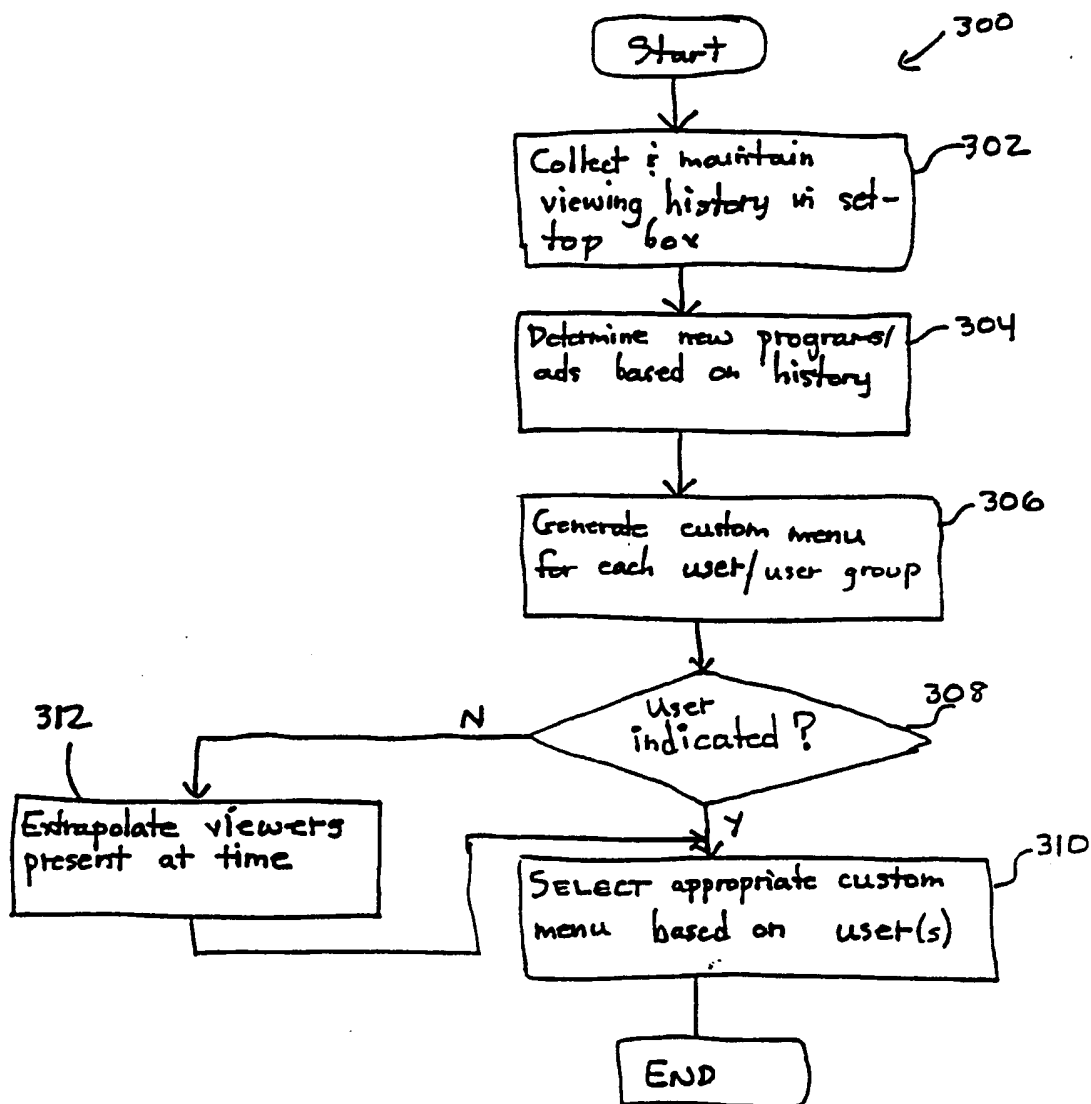 Start
300
Collect & maintain
viewing history in set-
top box
302
Determine new programs/
ads based on history
304
Generate custom menu
for each user/user group
306
User
indicated?
308
N
Y
312
Extrapolate viewers
present at time
SELECT appropriate custom
menu based on user(s)
310
END